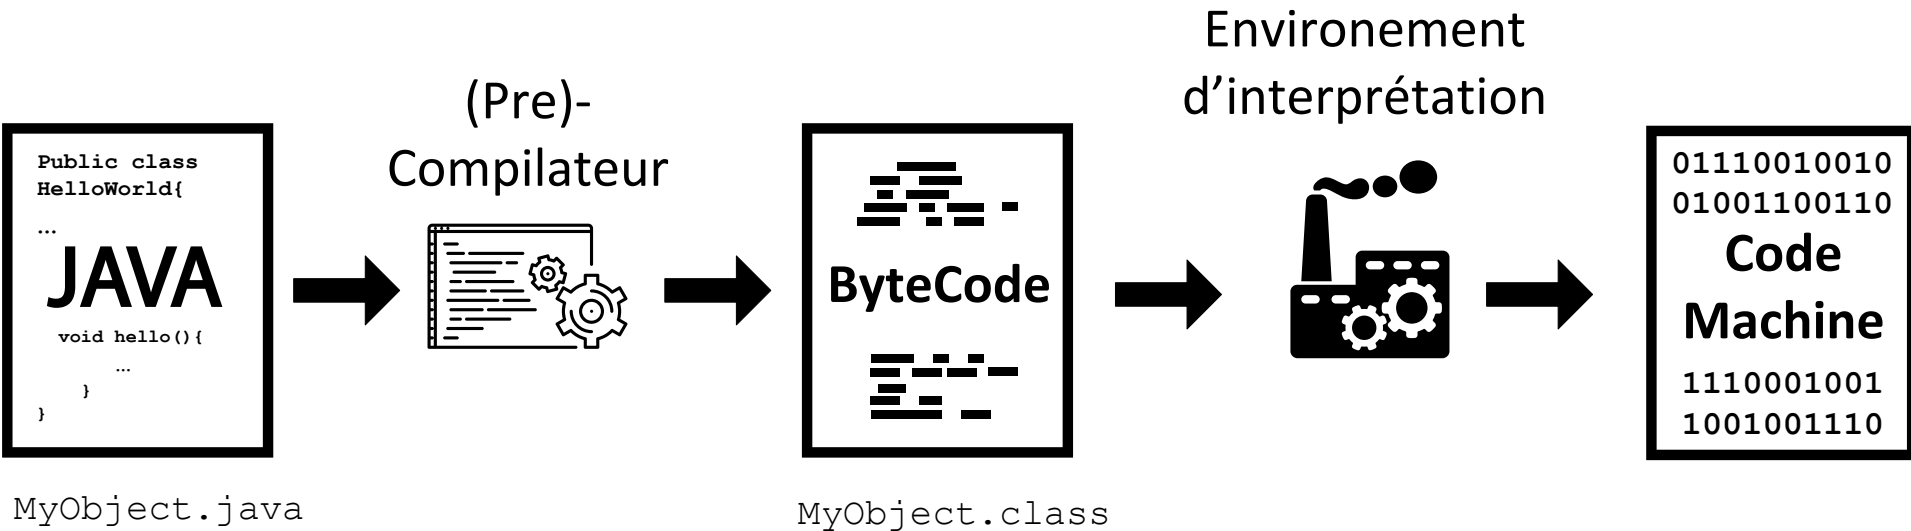 Public class
HelloWorld{
...
JAVA
void hello(){
...
}
}
MyObject.java
(Pre)-
Compilateur
ByteCode
MyObject.class
Environement
d’interprétation
01110010010
01001100110
Code
Machine
1110001001
1001001110